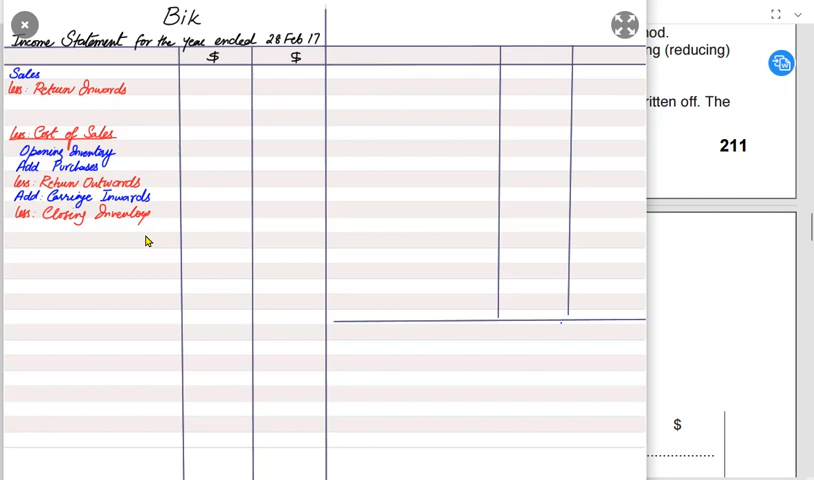 Bik
Income Statement for the year ended 28 Feb 17
$ $
Sales
less: Return Inwards
less: Cost of Sales
Opening Inventory
Add Purchases
less: Return Outwards
Add: Carriage Inwards
less: Closing Inventory
nod.
ng (reducing)
ritten off. The
211
$